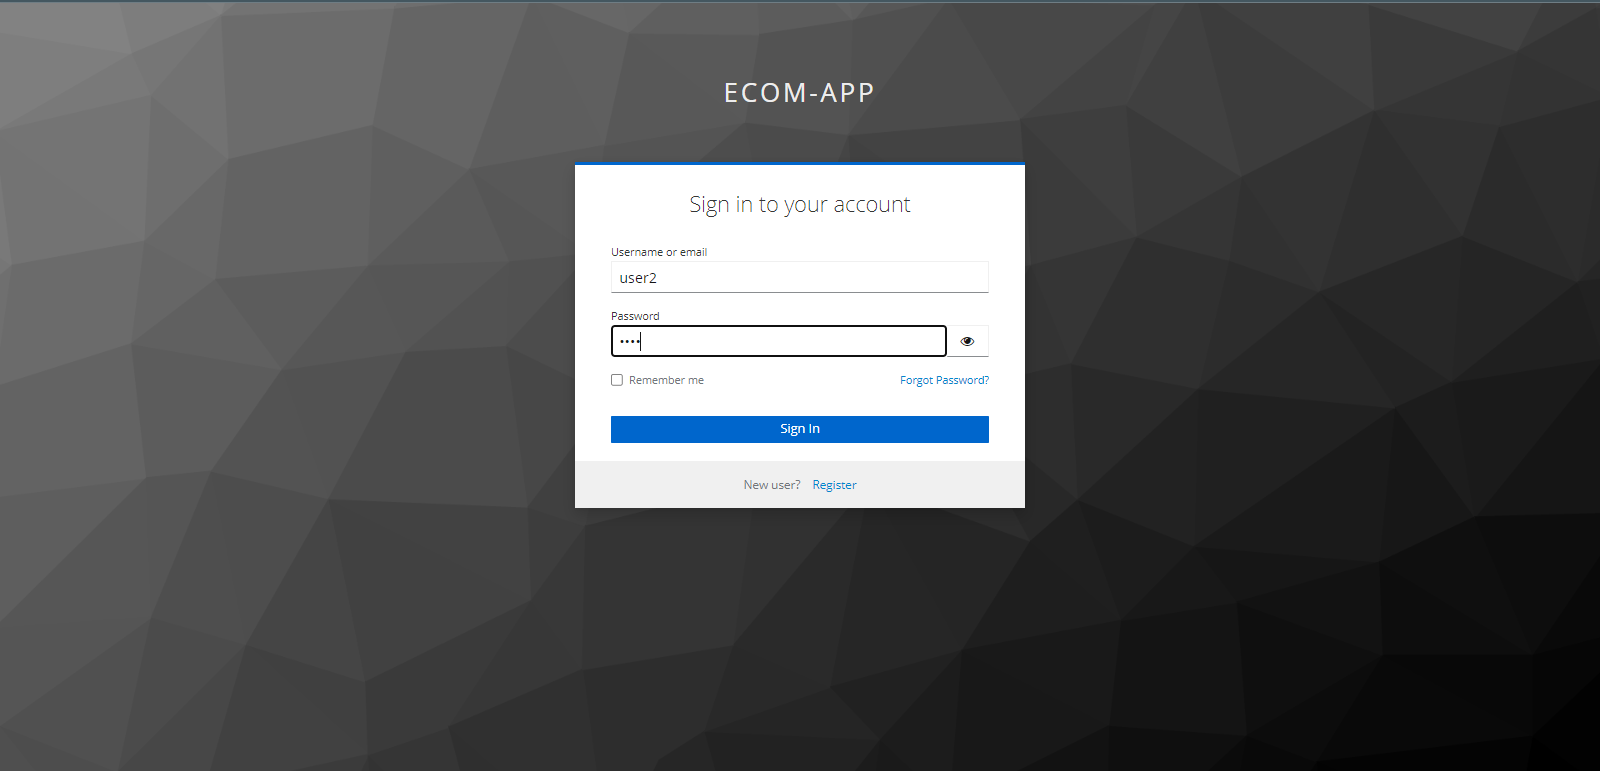 ECOM-APP
Sign in to your account
Username or email
user2
Password
••••
Remember me Forgot Password?
Sign In
New user? Register